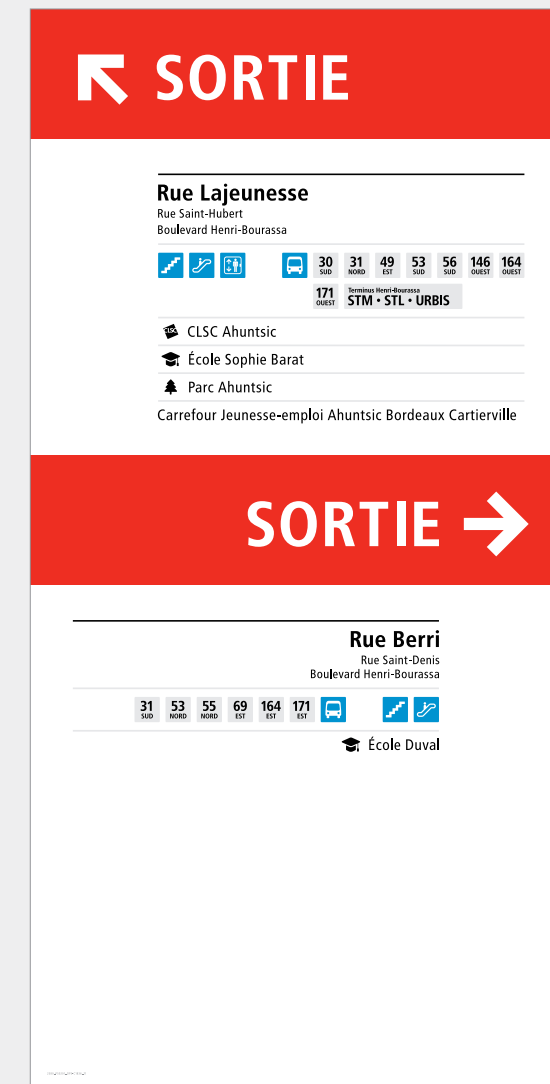 SORTIE
Rue Lajeunesse
Rue Saint-Hubert
Boulevard Henri-Bourassa
30 SUD 31 NORD 49 EST 53 SUD 56 SUD 146 OUEST 164 OUEST
171 OUEST Terminus Henri-Bourassa STM • STL • URBIS
CLSC CLSC Ahuntsic
École Sophie Barat
Parc Ahuntsic
Carrefour Jeunesse-emploi Ahuntsic Bordeaux Cartierville
SORTIE
Rue Berri
Rue Saint-Denis
Boulevard Henri-Bourassa
31 SUD 53 NORD 55 NORD 69 EST 164 EST 171 EST
École Duval